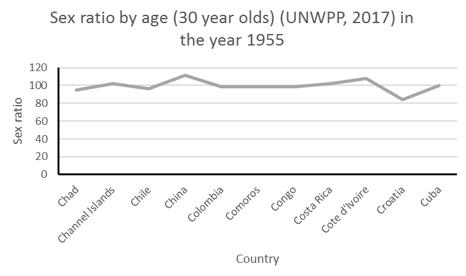 Sex ratio by age (30 year olds) (UNWPP, 2017) in
the year 1955
120
100
80
60
40
20
0
Sex ratio
Chad
Channel Islands
Chile
China
Colombia
Comoros
Congo
Costa Rica
Cote d'Ivoire
Croatia
Cuba
Country